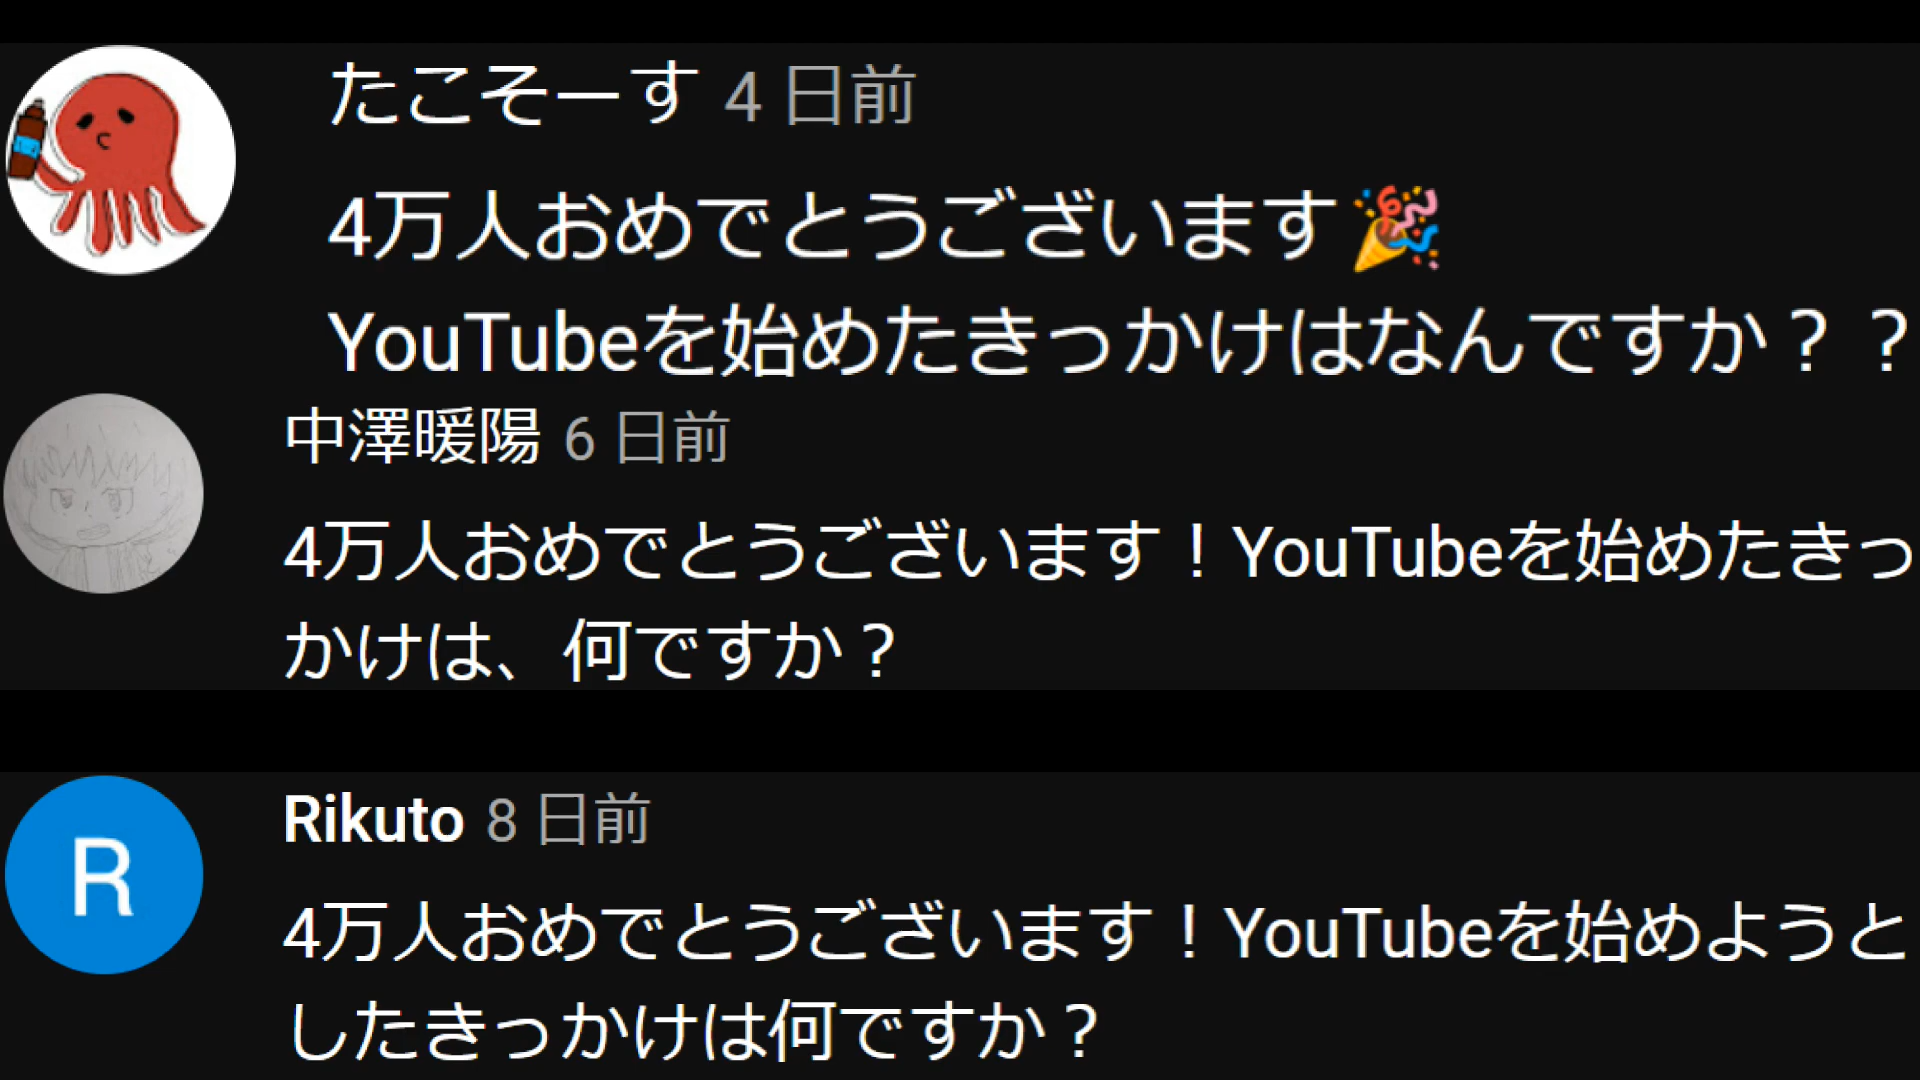 たこそーす 4 日前
4万人おめでとうございます🎉
YouTubeを始めたきっかけはなんですか？？
中澤暖陽 6 日前
4万人おめでとうございます！YouTubeを始めたきっ
かけは、何ですか？
R
Rikuto 8 日前
4万人おめでとうございます！YouTubeを始めようと
したきっかけは何ですか？